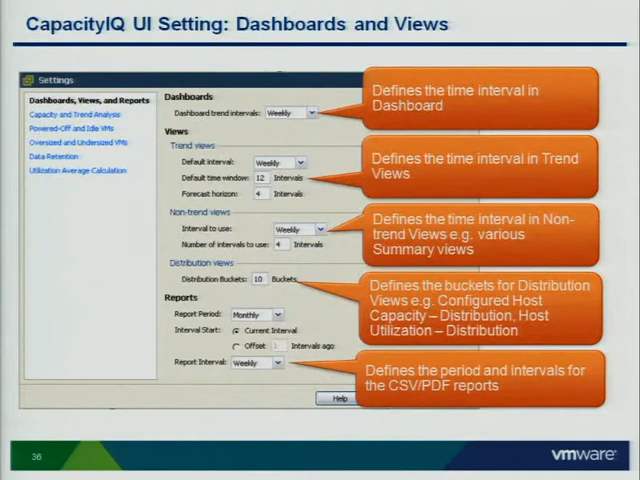 CapacityIQ UI Setting: Dashboards and Views
Settings
Dashboards, Views, and Reports
Capacity and Trend Analysis
Powered-Off and Idle VMs
Oversized and Undersized VMs
Data Retention
Utilization Average Calculation
Dashboards
Dashboard trend intervals: Weekly
Views
Trend views
Default interval: Weekly
Default time window: 12 Intervals
Forecast horizon: 4 Intervals
Non-trend views
Interval to use: Weekly
Number of intervals to use: 4 Intervals
Distribution views
Distribution Buckets: 10 Buckets
Reports
Report Period: Monthly
Interval Start: Current Interval
Offset Intervals ago:
Report Interval: Weekly
Help
Defines the time interval in
Dashboard
Defines the time interval in Trend
Views
Defines the time interval in Non-
trend Views e.g. various
Summary views
Defines the buckets for Distribution
Views e.g. Configured Host
Capacity – Distribution, Host
Utilization – Distribution
Defines the period and intervals for
the CSV/PDF reports
36
vmware